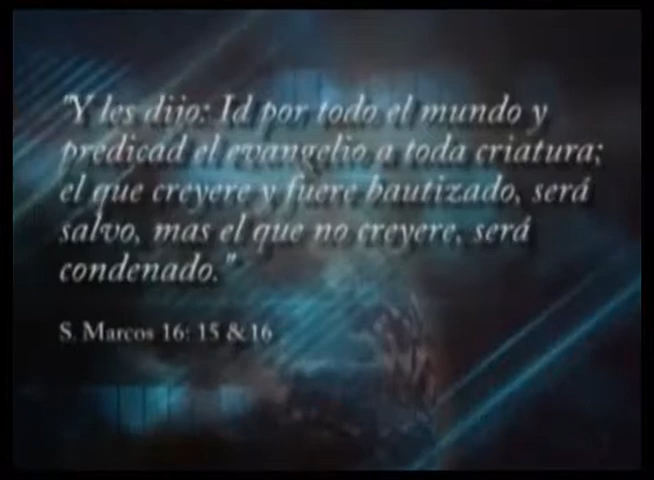 "Y les dijo: Id por todo el mundo y
predicad el evangelio a toda criatura;
el que creyere y fuere bautizado, será
salvo, mas el que no creyere, será
condenado."
S. Marcos 16: 15 & 16